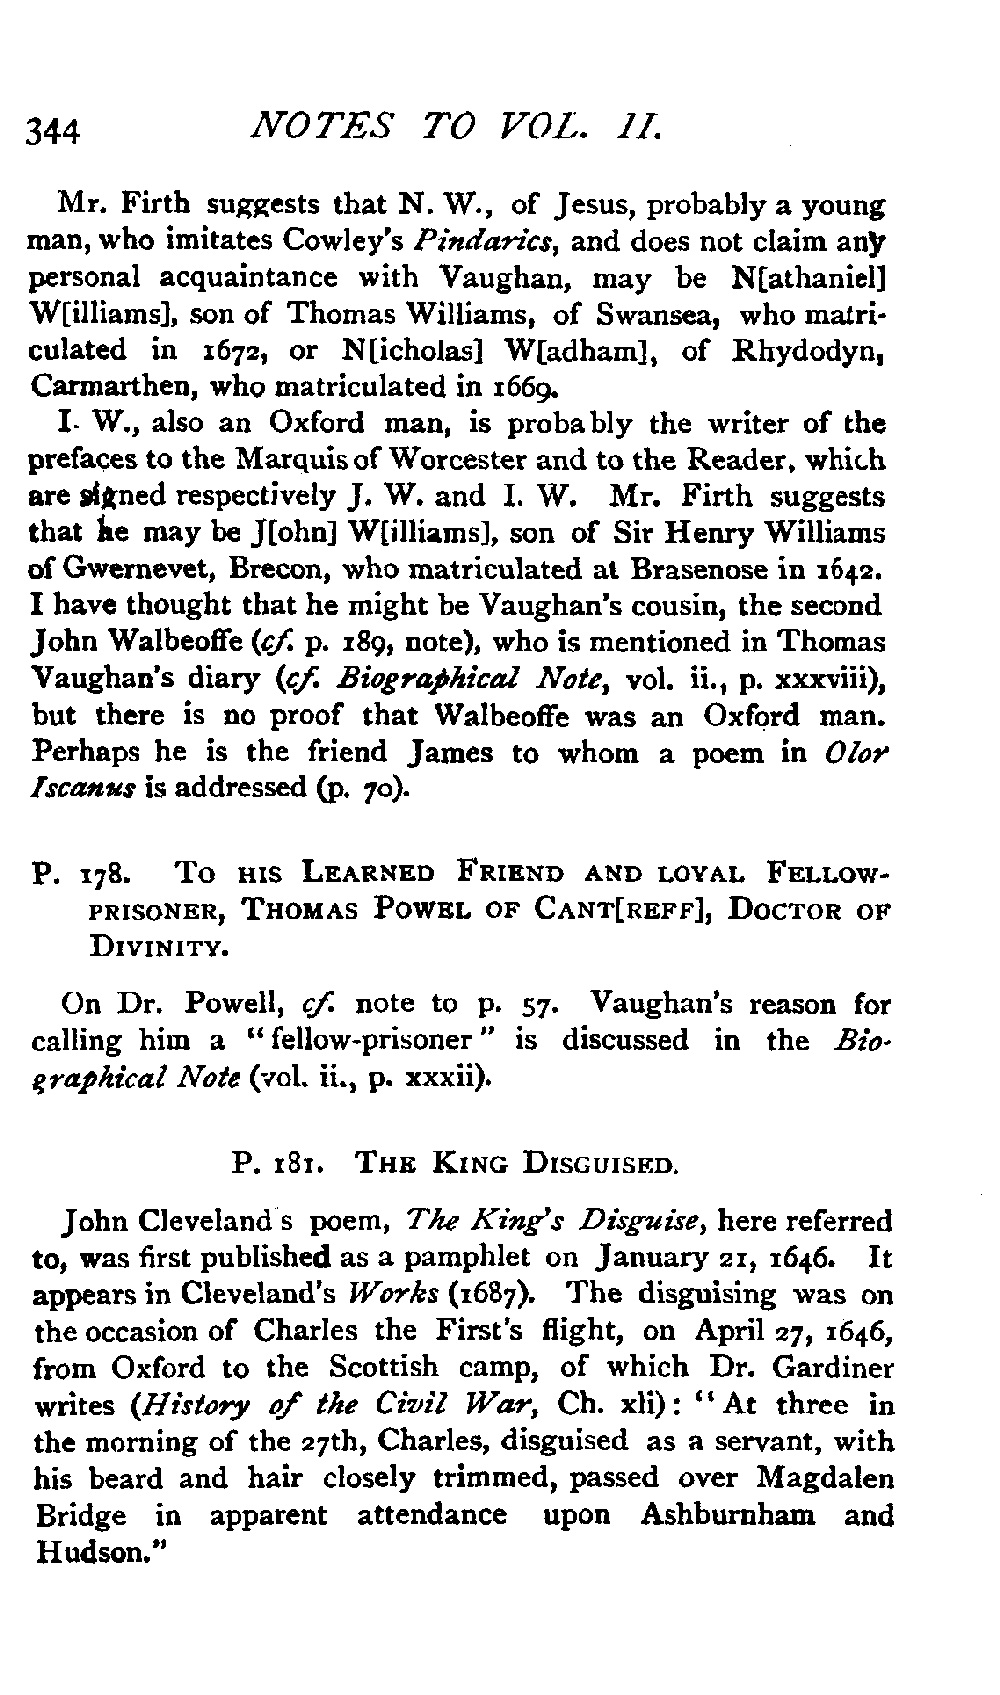 344 NOTES TO VOL. II.
Mr. Firth suggests that N. W., of Jesus, probably a young
man, who imitates Cowley's Pindarics, and does not claim any
personal acquaintance with Vaughan, may be N[athaniel]
W[illiams], son of Thomas Williams, of Swansea, who matri-
culated in 1672, or N[icholas] W[adham], of Rhydodyn,
Carmarthen, who matriculated in 1669.
I. W., also an Oxford man, is probably the writer of the
prefaces to the Marquis of Worcester and to the Reader, which
are signed respectively J. W. and I. W. Mr. Firth suggests
that he may be J[ohn] W[illiams], son of Sir Henry Williams
of Gwernevet, Brecon, who matriculated at Brasenose in 1642.
I have thought that he might be Vaughan's cousin, the second
John Walbeoffe (cf. p. 189, note), who is mentioned in Thomas
Vaughan's diary (cf. Biographical Note, vol. ii., p. xxxviii),
but there is no proof that Walbeoffe was an Oxford man.
Perhaps he is the friend James to whom a poem in Olor
Iscanus is addressed (p. 70).
P. 178. To his Learned Friend and loyal Fellow-
prisoner, Thomas Powel of Cant[reff], Doctor of
Divinity.
On Dr. Powell, cf. note to p. 57. Vaughan's reason for
calling him a "fellow-prisoner" is discussed in the Bio-
graphical Note (vol. ii., p. xxxii).
P. 181. The King Disguised.
John Cleveland s poem, The King's Disguise, here referred
to, was first published as a pamphlet on January 21, 1646. It
appears in Cleveland's Works (1687). The disguising was on
the occasion of Charles the First's flight, on April 27, 1646,
from Oxford to the Scottish camp, of which Dr. Gardiner
writes (History of the Civil War, Ch. xli): "At three in
the morning of the 27th, Charles, disguised as a servant, with
his beard and hair closely trimmed, passed over Magdalen
Bridge in apparent attendance upon Ashburnham and
Hudson."